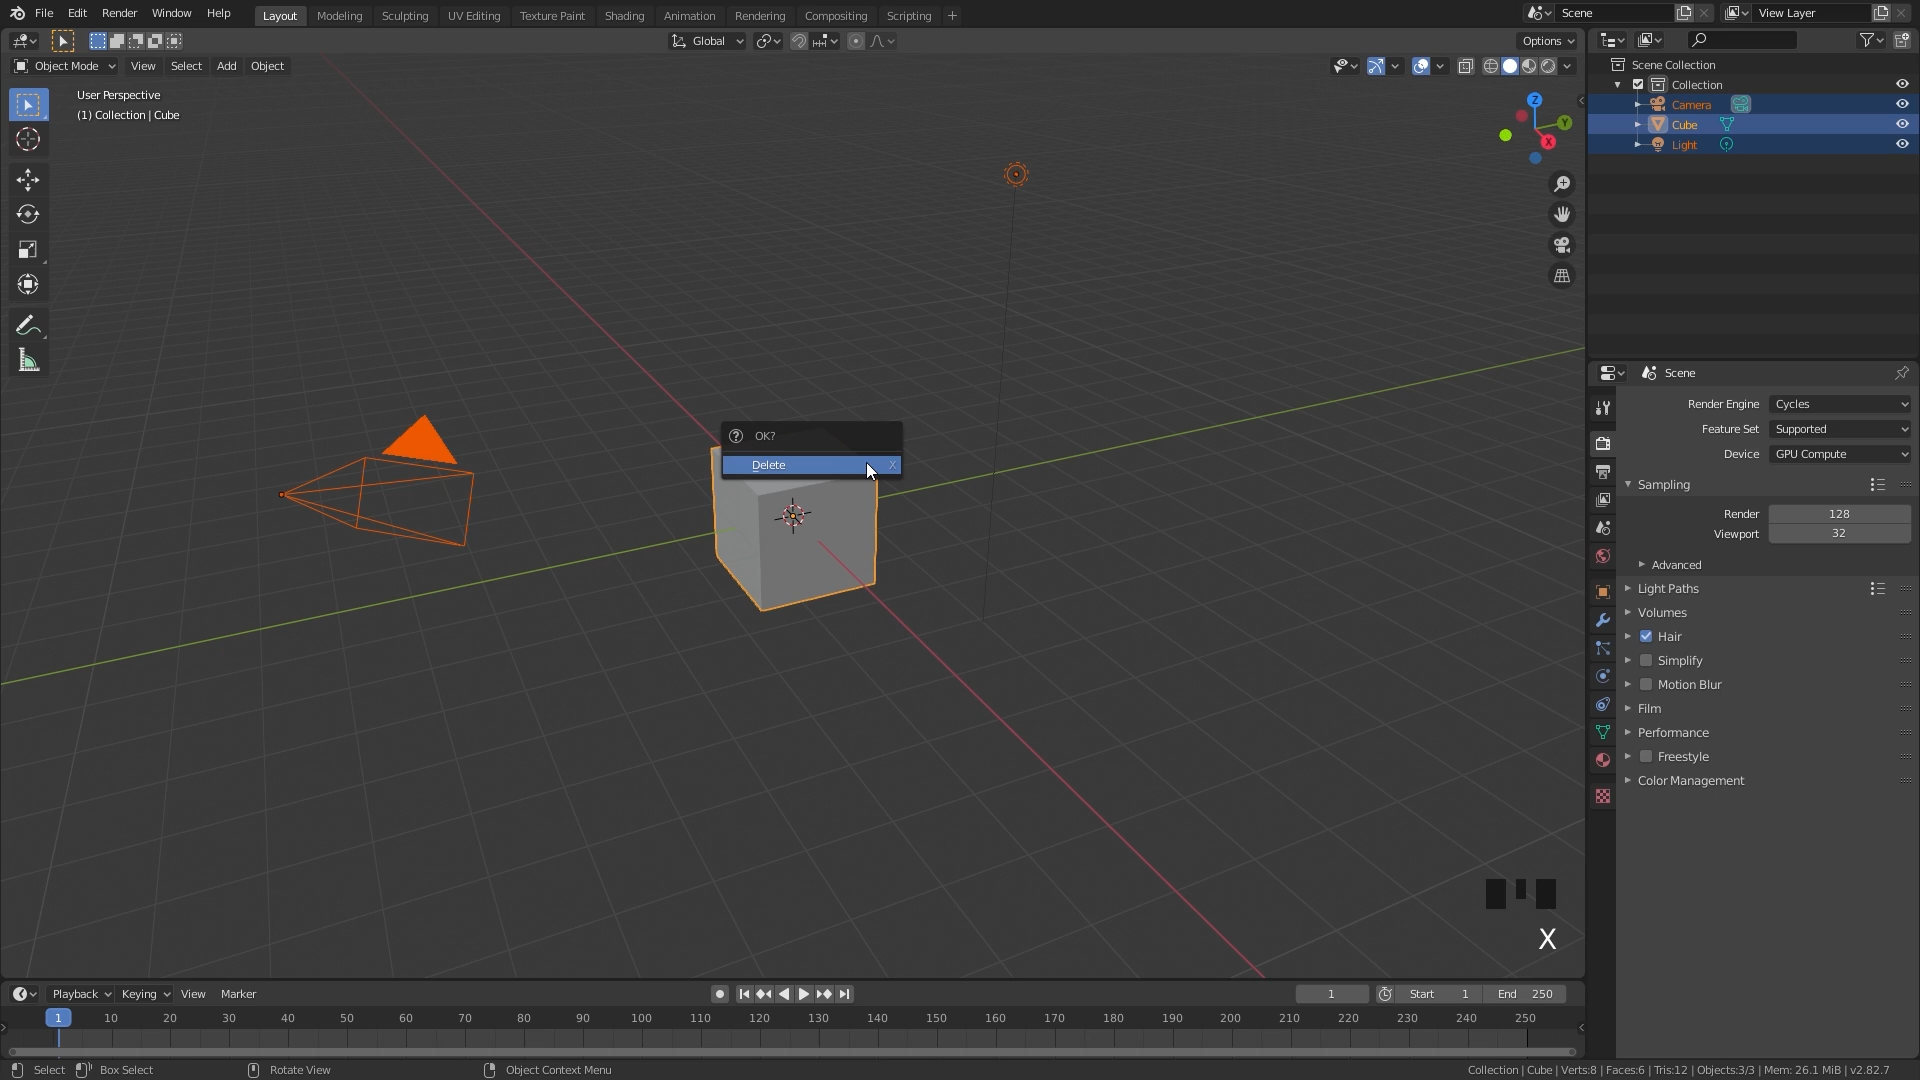 File Edit Render Window Help Layout Modeling Sculpting UV Editing Texture Paint Shading Animation Rendering Compositing Scripting + Scene View Layer
Global Options
Object Mode View Select Add Object
User Perspective
(1) Collection | Cube
Z
Y
X
Scene Collection
Collection
Camera
Cube
Light
OK?
Delete X
Scene
Render Engine Cycles
Feature Set Supported
Device GPU Compute
Sampling
Render 128
Viewport 32
Advanced
Light Paths
Volumes
Hair
Simplify
Motion Blur
Film
Performance
Freestyle
Color Management
X
Playback Keying View Marker 1 Start 1 End 250
1 10 20 30 40 50 60 70 80 90 100 110 120 130 140 150 160 170 180 190 200 210 220 230 240 250
Select Box Select Rotate View Object Context Menu Collection | Cube | Verts:8 | Faces:6 | Tris:12 | Objects:3/3 | Mem: 26.1 MiB | v2.82.7